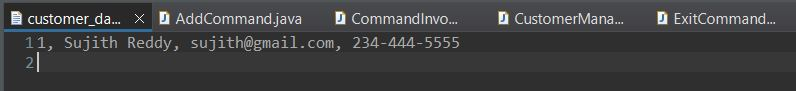 customer_da... AddCommand.java CommandInvo... CustomerMana... ExitCommand...
1 1, Sujith Reddy, sujith@gmail.com, 234-444-5555
2